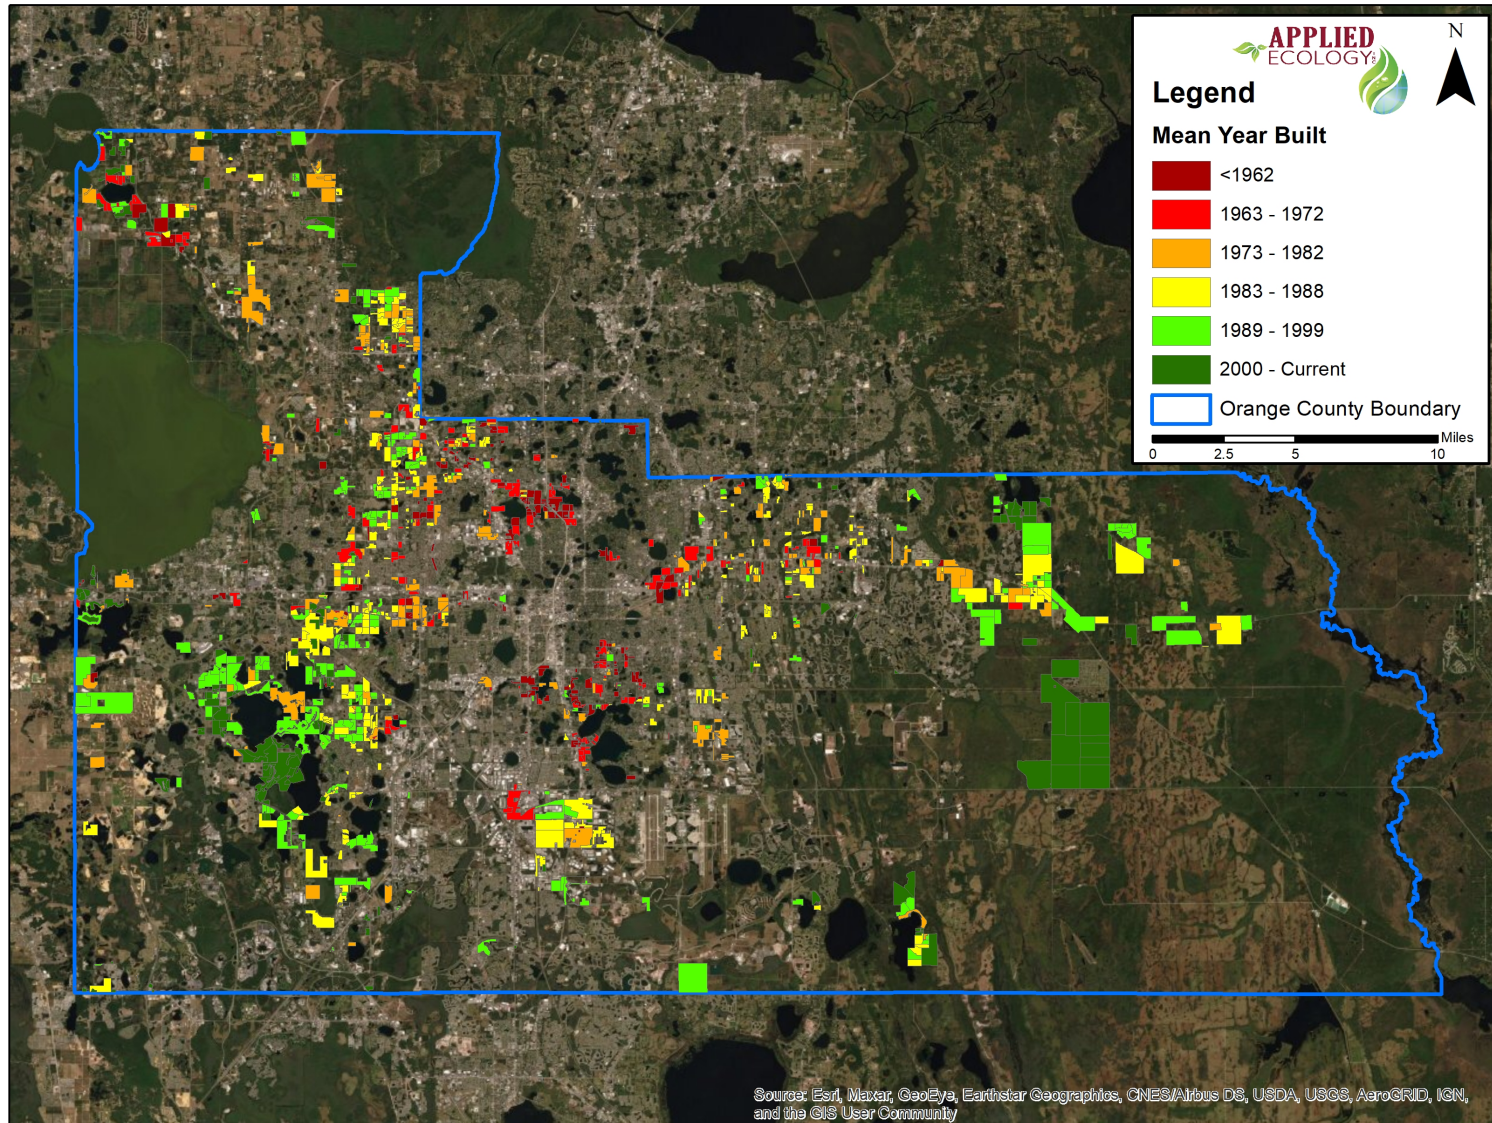 APPLIED
ECOLOGY
N
Legend
Mean Year Built
<1962
1963 - 1972
1973 - 1982
1983 - 1988
1989 - 1999
2000 - Current
Orange County Boundary
Miles
0 2.5 5 10
Source: Esri, Maxar, GeoEye, Earthstar Geographics, CNES/Airbus DS, USDA, USGS, AeroGRID, IGN,
and the GIS User Community